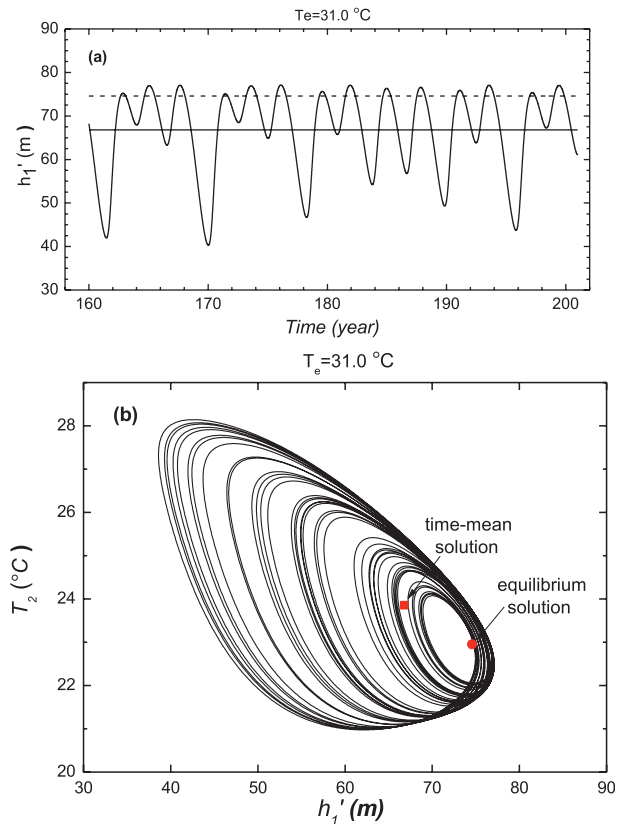 Te=31.0 °C
(a)
90
80
70
60
50
40
30
h1' (m)
160 170 180 190 200
Time (year)
Te=31.0 °C
(b)
28
26
24
22
20
T2 (°C)
time-mean
solution
equilibrium
solution
30 40 50 60 70 80 90
h1' (m)